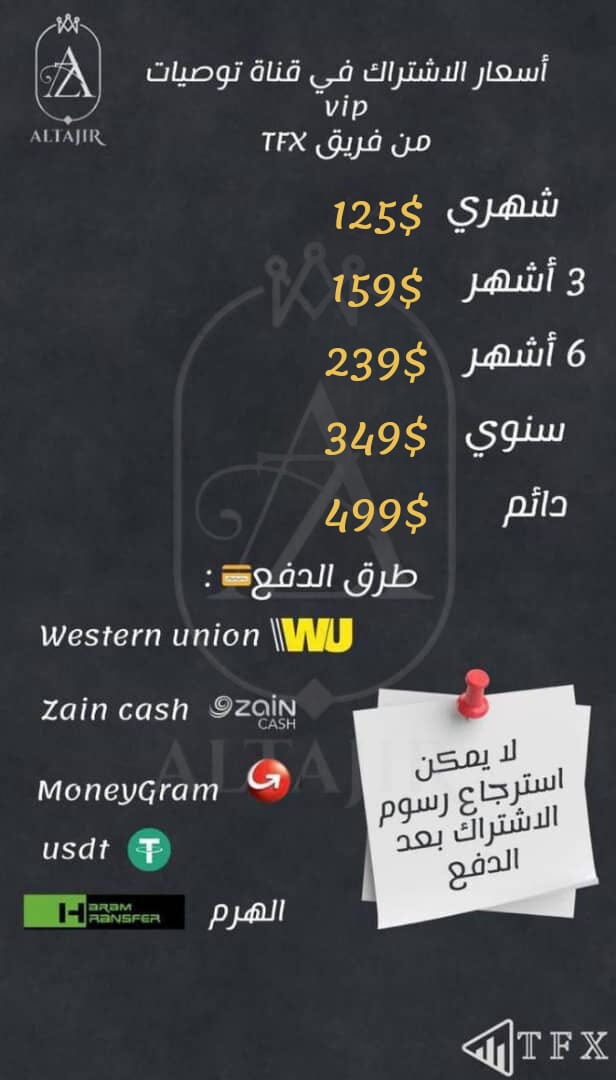 ALTAJIR
أسعار الاشتراك في قناة توصيات
vip
من فريق TFX
شهري 125$
3 أشهر 159$
6 أشهر 239$
سنوي 349$
دائم 499$
طرق الدفع💳 :
Western union WU
Zain cash zain CASH
MoneyGram
usdt
الهرم HARAM TRANSFER
لا يمكن
استرجاع رسوم
الاشتراك بعد
الدفع
ALTAJIR
TFX